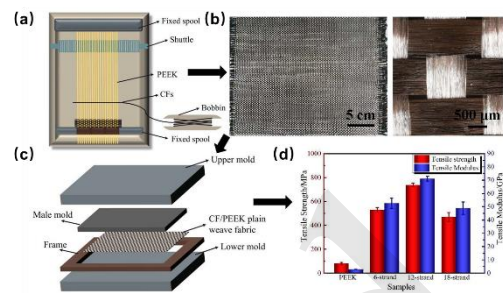 (a)
Fixed spool
Shuttle
PEEK
CFs
Bobbin
Fixed spool
(b)
5 cm
500 μm
(c)
Upper mold
Male mold
CF/PEEK plain
weave fabric
Frame
Lower mold
(d)
Tensile strength
Tensile Modulus
Tensile Strength/MPa
1000
800
600
400
200
0
Tensile Modulus/GPa
90
80
70
60
50
40
30
20
10
0
PEEK
6-strand
12-strand
18-strand
Samples